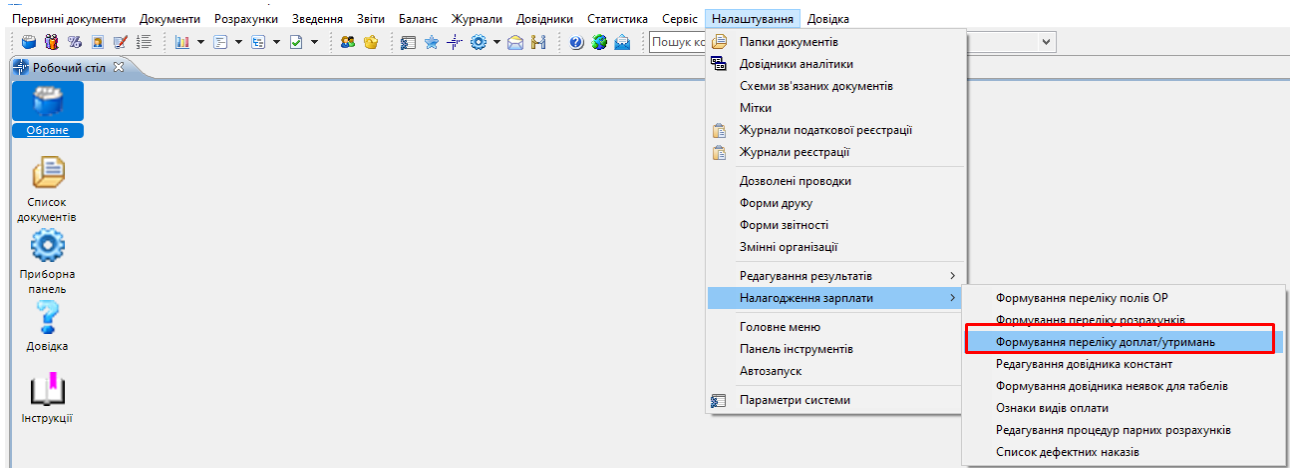 Первинні документи Документи Розрахунки Зведення Звіти Баланс Журнали Довідники Статистика Сервіс Налаштування Довідка
Пошук ко
Робочий стіл
Обране
Список
документів
Приборна
панель
Довідка
Інструкції
Папки документів
Довідники аналітики
Схеми зв'язаних документів
Мітки
Журнали податкової реєстрації
Журнали реєстрації
Дозволені проводки
Форми друку
Форми звітності
Змінні організації
Редагування результатів
Налагодження зарплати
Головне меню
Панель інструментів
Автозапуск
Параметри системи
Формування переліку полів ОР
Формування переліку розрахунків
Формування переліку доплат/утримань
Редагування довідника констант
Формування довідника неявок для табелів
Ознаки видів оплати
Редагування процедур парних розрахунків
Список дефектних наказів